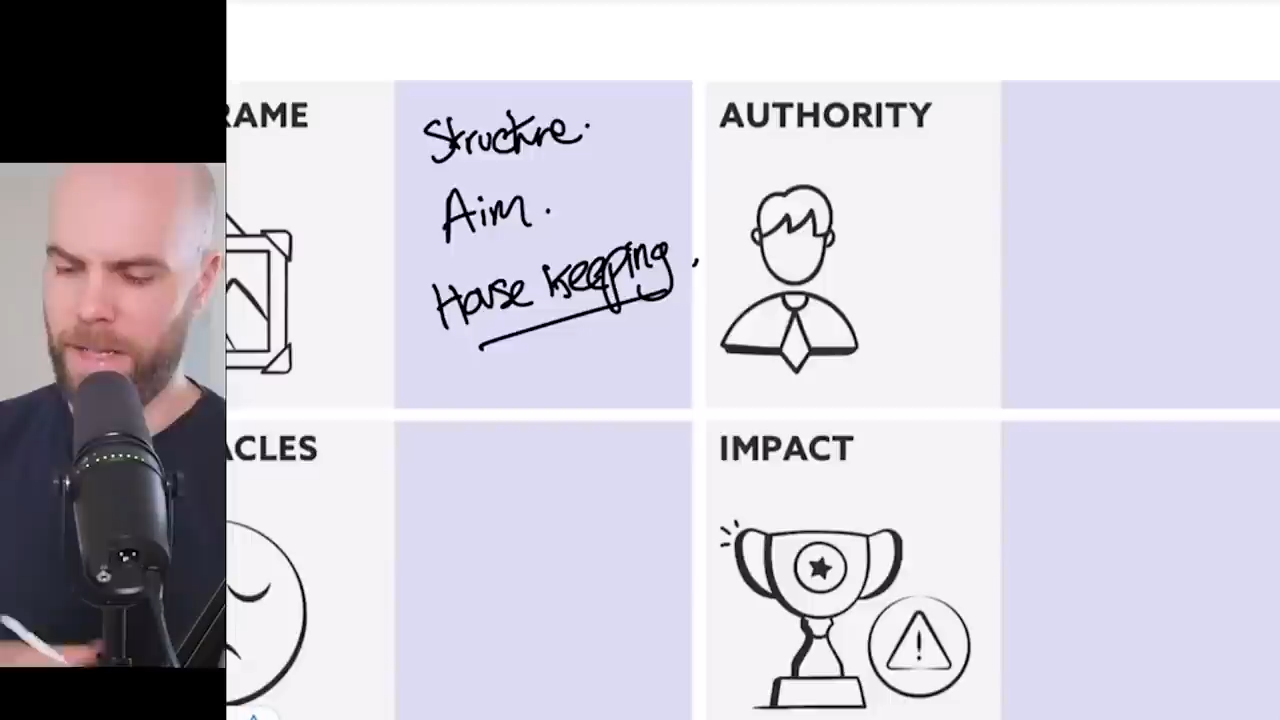 RAME
Structure.
Aim.
House keeping.
AUTHORITY
ACLES
IMPACT